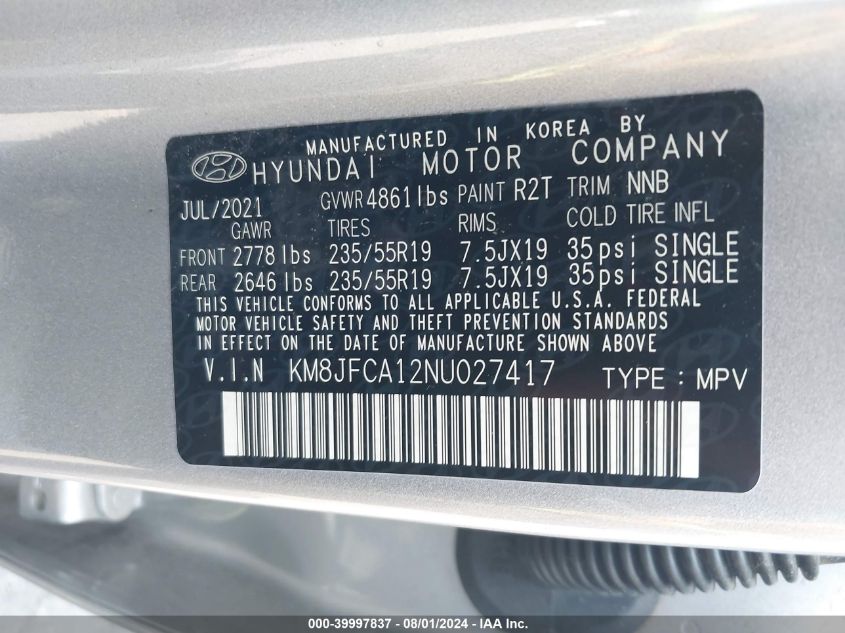 MANUFACTURED IN KOREA BY
HYUNDAI MOTOR COMPANY
JUL/2021 GVWR 4861 lbs PAINT R2T TRIM NNB
GAWR TIRES RIMS COLD TIRE INFL
FRONT 2778 lbs 235/55R19 7.5JX19 35psi SINGLE
REAR 2646 lbs 235/55R19 7.5JX19 35psi SINGLE
THIS VEHICLE CONFORMS TO ALL APPLICABLE U.S.A. FEDERAL
MOTOR VEHICLE SAFETY AND THEFT PREVENTION STANDARDS
IN EFFECT ON THE DATE OF MANUFACTURE SHOWN ABOVE.
V.I.N KM8JFCA12NU027417 TYPE : MPV
000-39997837 - 08/01/2024 - IAA Inc.